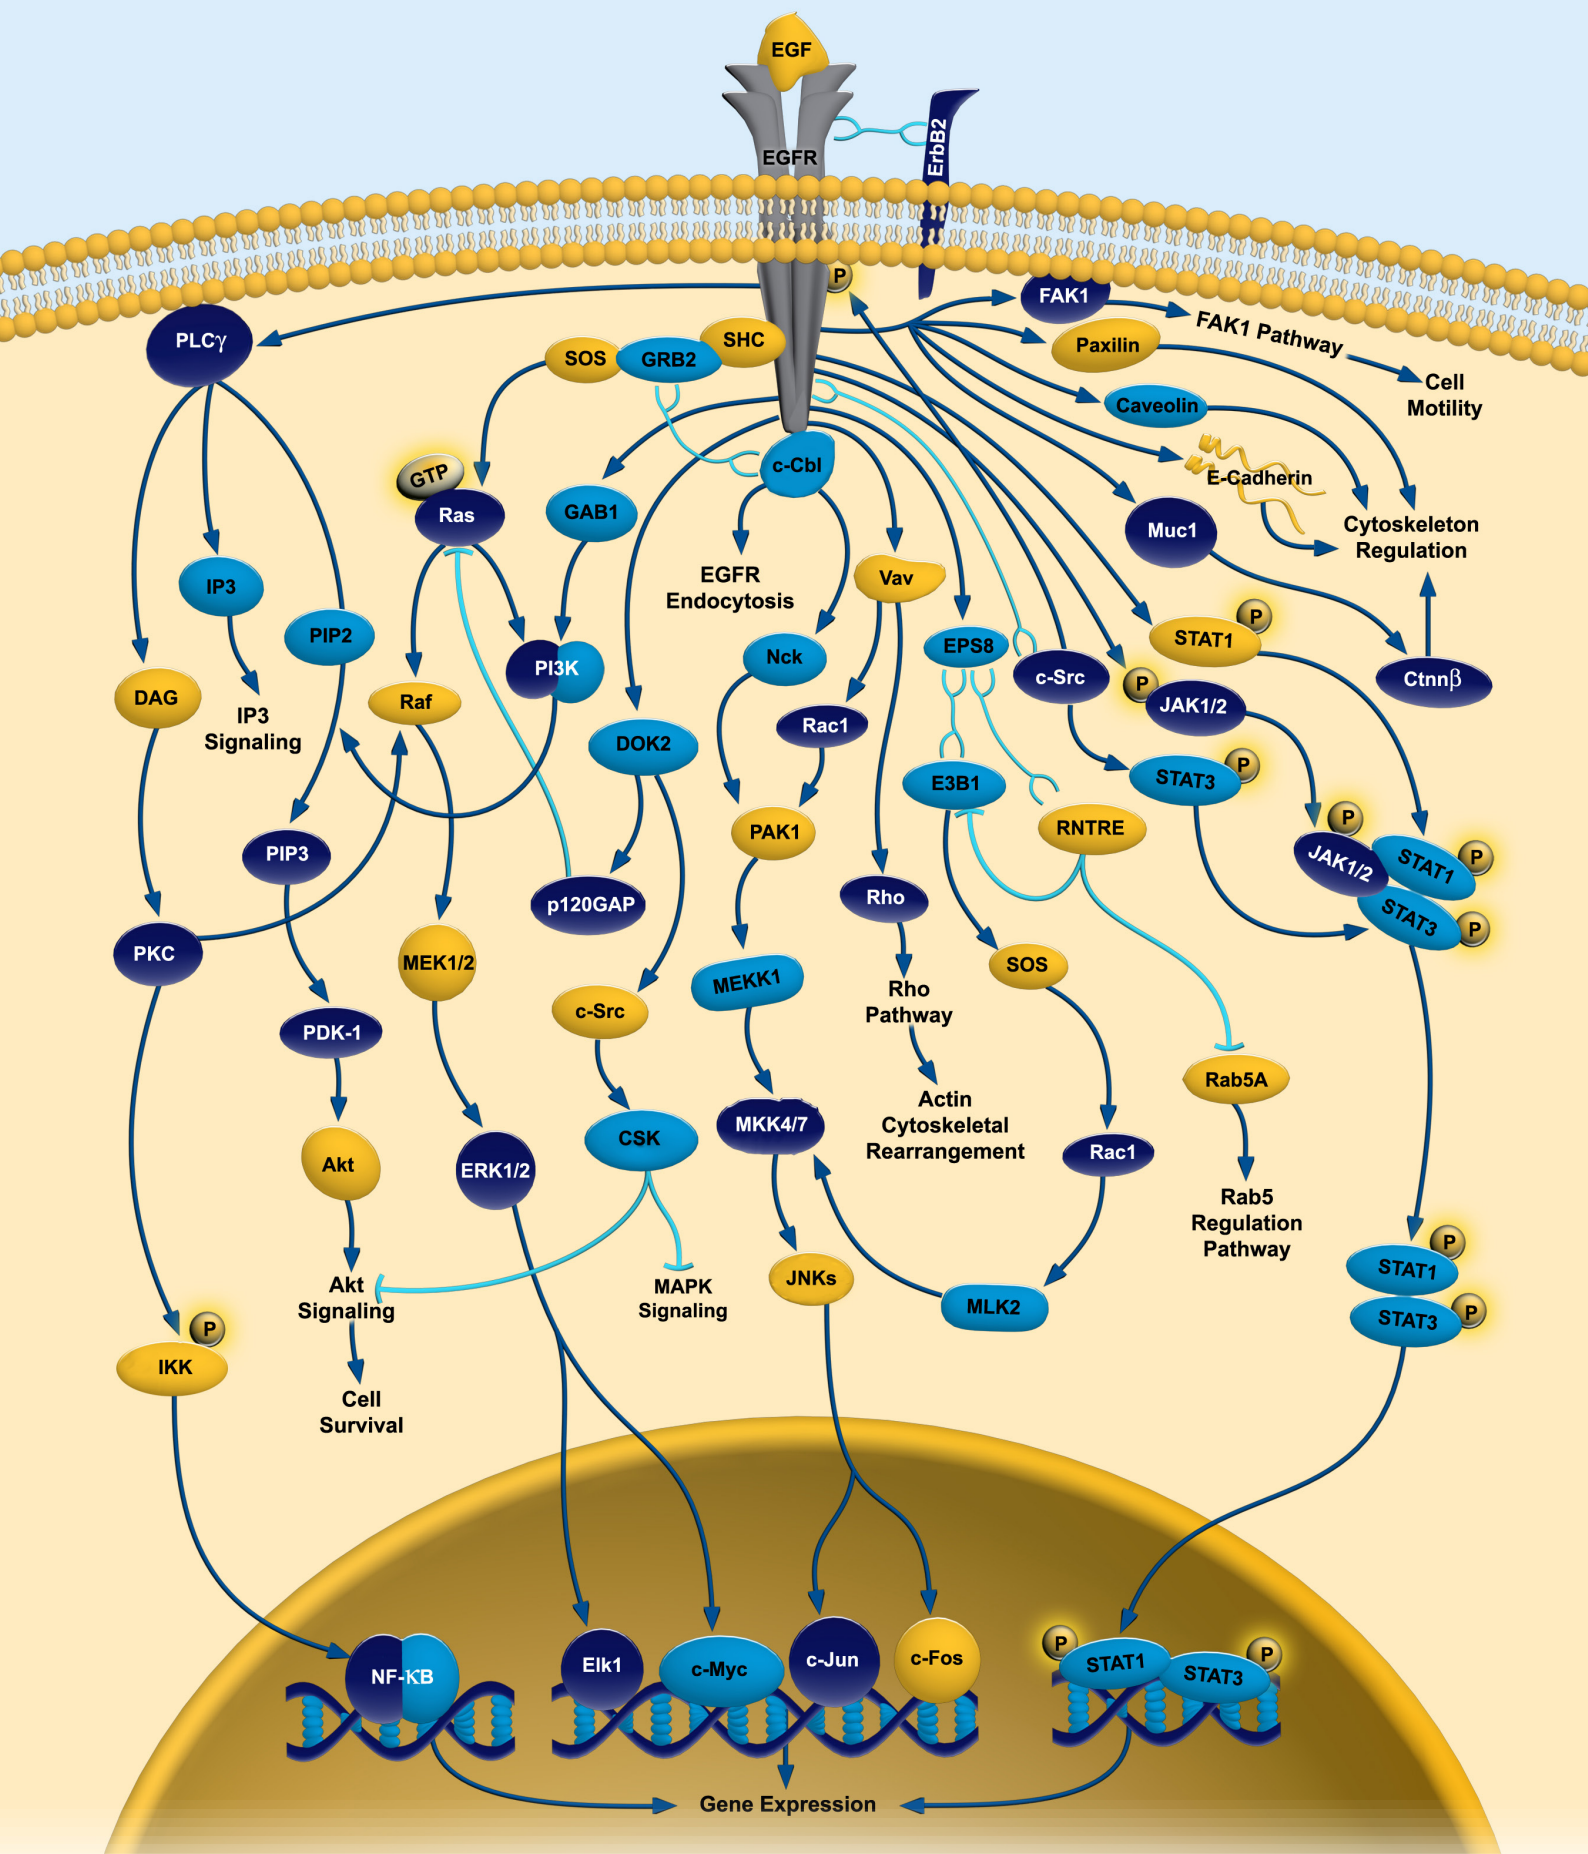 EGF
EGFR
ErbB2
P
FAK1
FAK1 Pathway
PLCγ
SOS
GRB2
SHC
Paxilin
Cell
Motility
Caveolin
c-Cbl
GTP
Ras
GAB1
E-Cadherin
Muc1
Cytoskeleton
Regulation
IP3
EGFR
Endocytosis
Vav
PIP2
Nck
EPS8
c-Src
P
STAT1
P
JAK1/2
Ctnnβ
PI3K
DAG
Raf
IP3
Signaling
Rac1
DOK2
E3B1
STAT3
P
PAK1
RNTRE
P
JAK1/2
STAT1
P
STAT3
P
PIP3
p120GAP
Rho
PKC
MEK1/2
MEKK1
SOS
Rho
Pathway
c-Src
PDK-1
Rab5A
Actin
Cytoskeletal
Rearrangement
MKK4/7
CSK
Rac1
Akt
ERK1/2
Rab5
Regulation
Pathway
Akt
Signaling
MAPK
Signaling
JNKs
MLK2
STAT1
P
STAT3
P
P
IKK
Cell
Survival
NF-κB
Elk1
c-Myc
c-Jun
c-Fos
P
STAT1
STAT3
P
Gene Expression